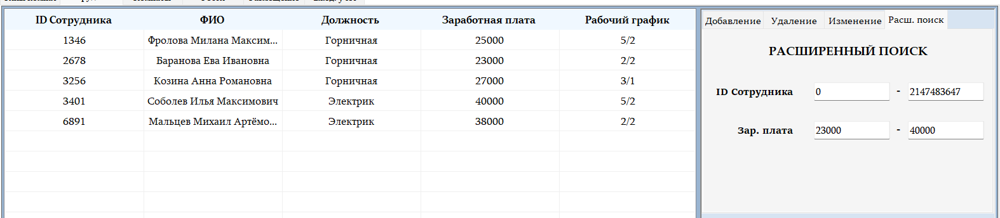 ID Сотрудника ФИО Должность Заработная плата Рабочий график
1346 Фролова Милана Максим... Горничная 25000 5/2
2678 Баранова Ева Ивановна Горничная 23000 2/2
3256 Козина Анна Романовна Горничная 27000 3/1
3401 Соболев Илья Максимович Электрик 40000 5/2
6891 Мальцев Михаил Артёмо... Электрик 38000 2/2
Добавление Удаление Изменение Расш. поиск
РАСШИРЕННЫЙ ПОИСК
ID Сотрудника 0 - 2147483647
Зар. плата 23000 - 40000